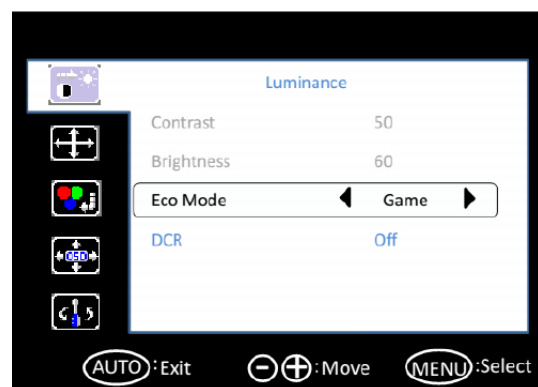 Luminance
Contrast 50
Brightness 60
Eco Mode Game
DCR Off
OSD
AUTO : Exit : Move MENU : Select